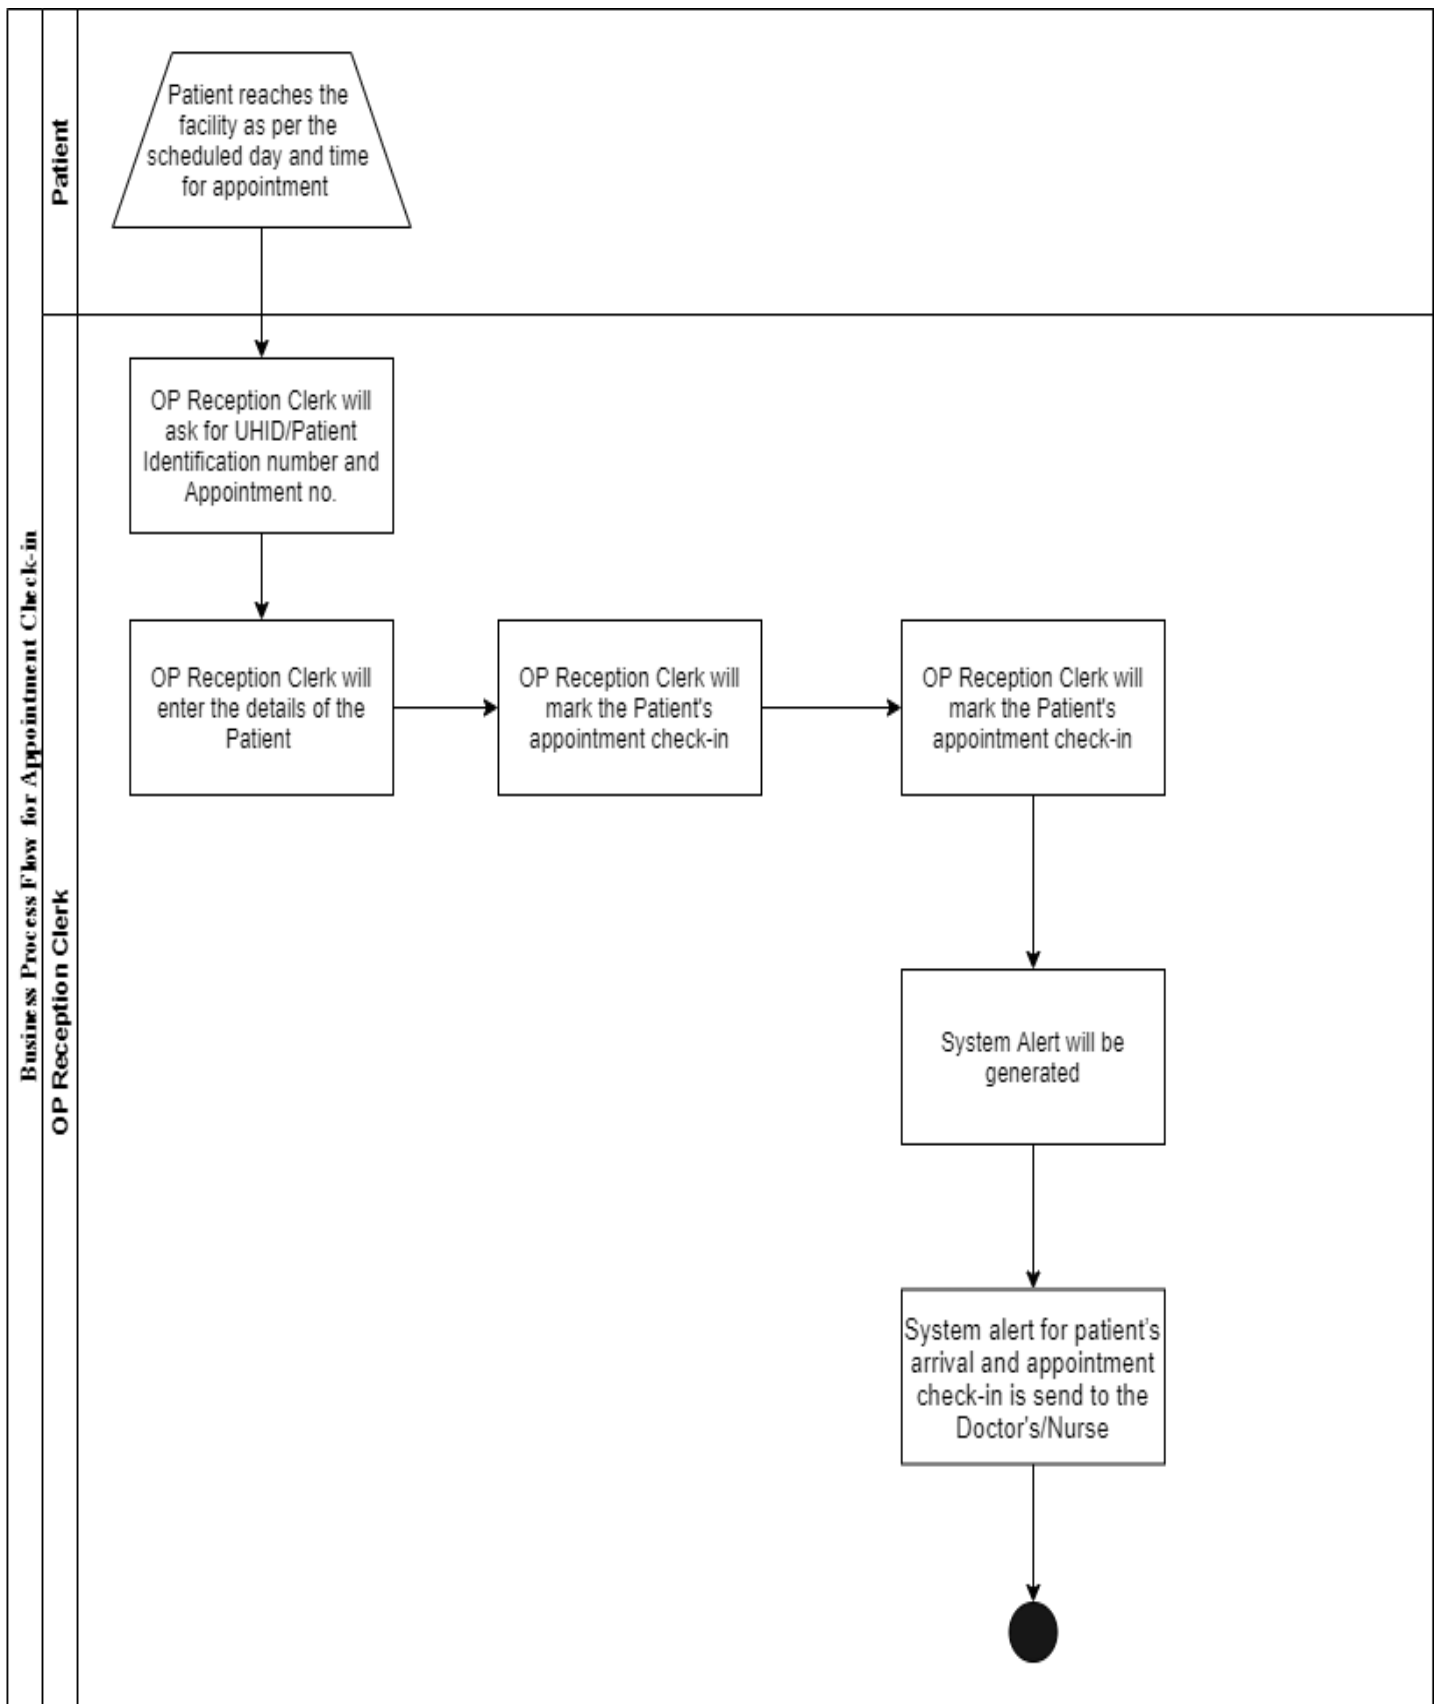 Business Process Flow for Appointment Check-in
Patient
Patient reaches the
facility as per the
scheduled day and time
for appointment
OP Reception Clerk
OP Reception Clerk will
ask for UHID/Patient
Identification number and
Appointment no.
OP Reception Clerk will
enter the details of the
Patient
OP Reception Clerk will
mark the Patient's
appointment check-in
OP Reception Clerk will
mark the Patient's
appointment check-in
System Alert will be
generated
System alert for patient's
arrival and appointment
check-in is send to the
Doctor's/Nurse